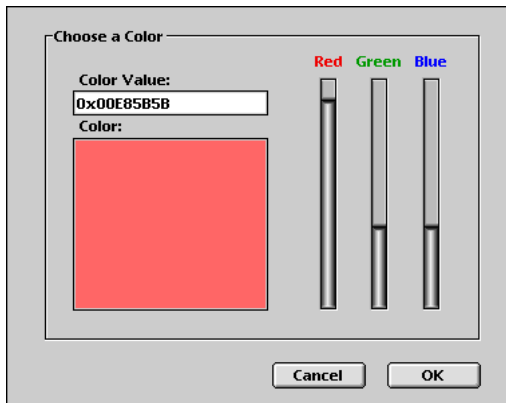 Choose a Color
Red Green Blue
Color Value:
0x00E85B5B
Color:
Cancel OK